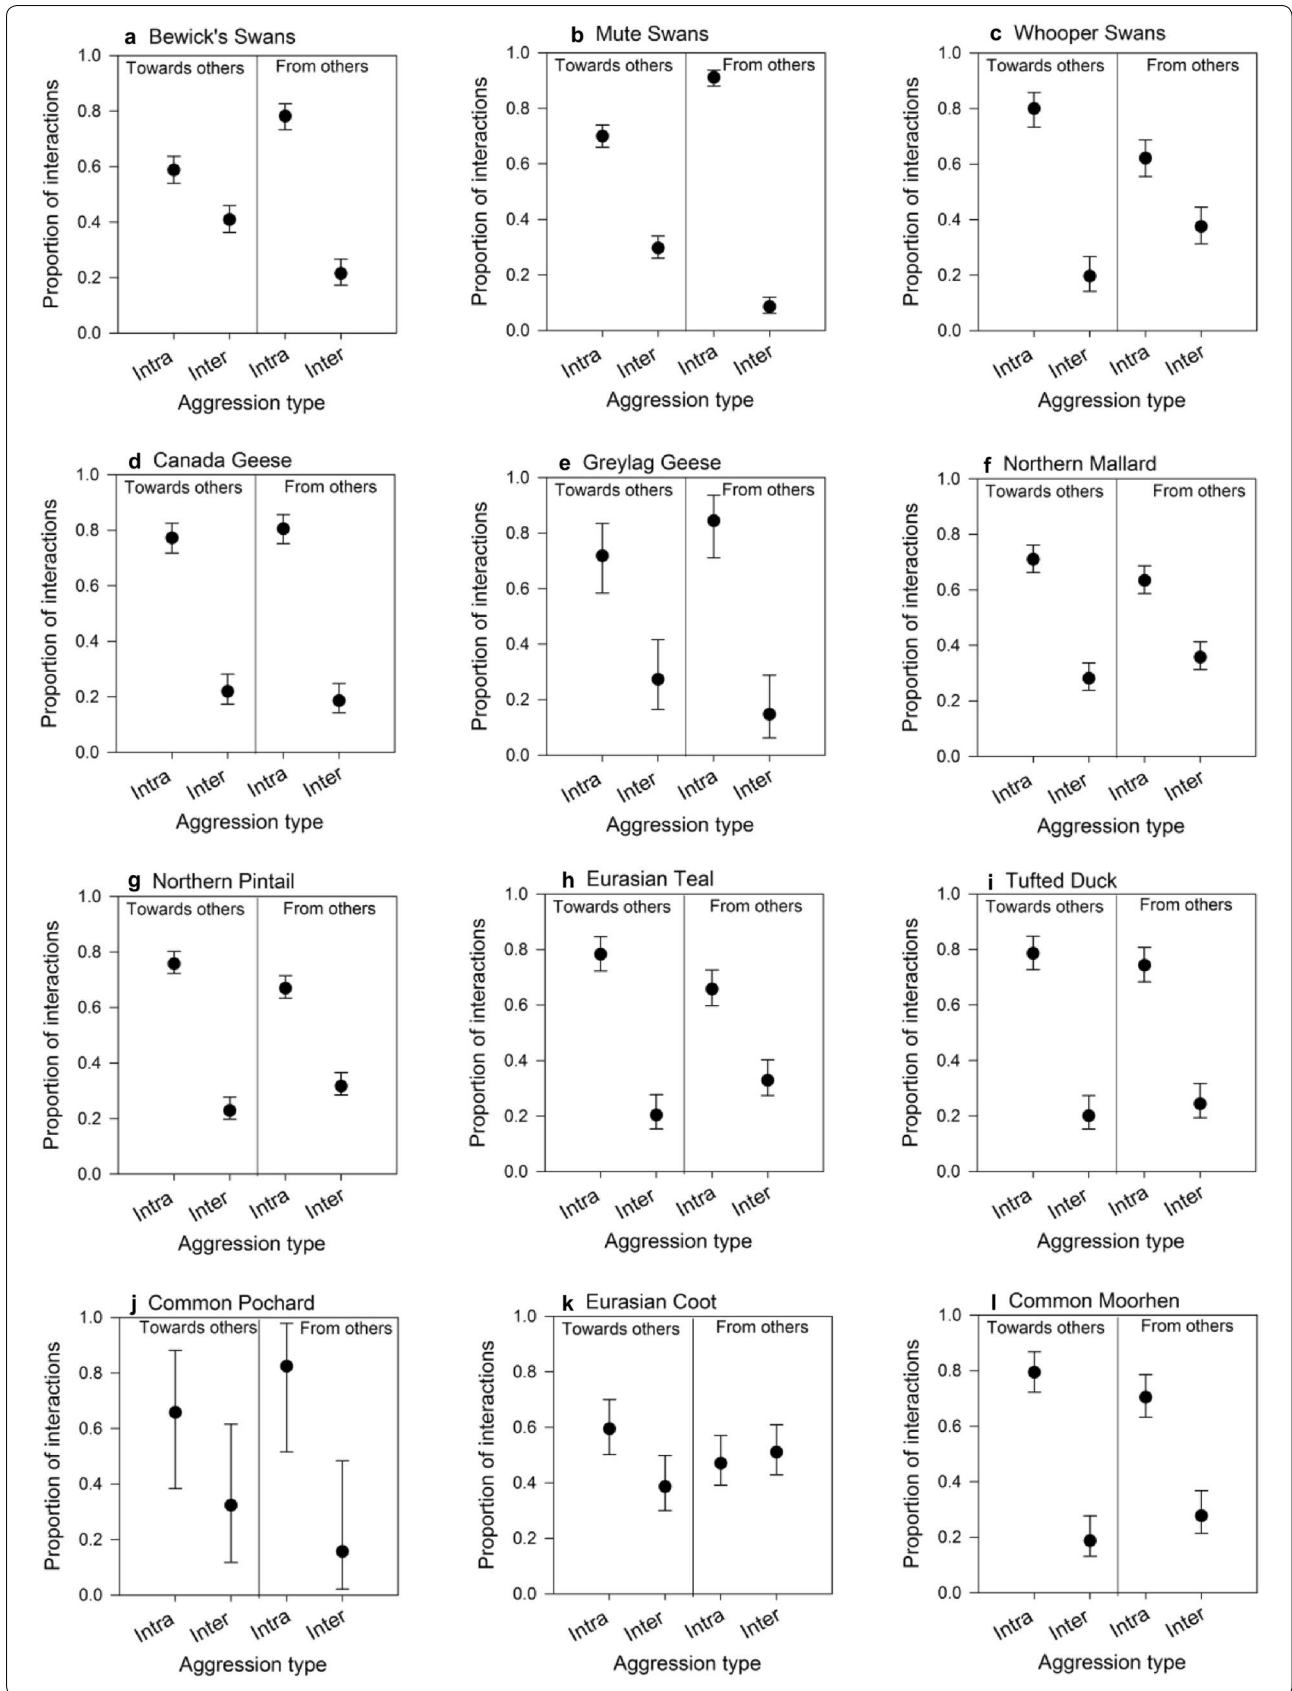 a Bewick's Swans
Towards others From others
Proportion of interactions
1.0
0.8
0.6
0.4
0.2
0.0
Intra Inter Intra Inter
Aggression type
b Mute Swans
Towards others From others
Proportion of interactions
1.0
0.8
0.6
0.4
0.2
0.0
Intra Inter Intra Inter
Aggression type
c Whooper Swans
Towards others From others
Proportion of interactions
1.0
0.8
0.6
0.4
0.2
0.0
Intra Inter Intra Inter
Aggression type
d Canada Geese
Towards others From others
Proportion of interactions
1.0
0.8
0.6
0.4
0.2
0.0
Intra Inter Intra Inter
Aggression type
e Greylag Geese
Towards others From others
Proportion of interactions
1.0
0.8
0.6
0.4
0.2
0.0
Intra Inter Intra Inter
Aggression type
f Northern Mallard
Towards others From others
Proportion of interactions
1.0
0.8
0.6
0.4
0.2
0.0
Intra Inter Intra Inter
Aggression type
g Northern Pintail
Towards others From others
Proportion of interactions
1.0
0.8
0.6
0.4
0.2
0.0
Intra Inter Intra Inter
Aggression type
h Eurasian Teal
Towards others From others
Proportion of interactions
1.0
0.8
0.6
0.4
0.2
0.0
Intra Inter Intra Inter
Aggression type
i Tufted Duck
Towards others From others
Proportion of interactions
1.0
0.8
0.6
0.4
0.2
0.0
Intra Inter Intra Inter
Aggression type
j Common Pochard
Towards others From others
Proportion of interactions
1.0
0.8
0.6
0.4
0.2
0.0
Intra Inter Intra Inter
Aggression type
k Eurasian Coot
Towards others From others
Proportion of interactions
1.0
0.8
0.6
0.4
0.2
0.0
Intra Inter Intra Inter
Aggression type
l Common Moorhen
Towards others From others
Proportion of interactions
1.0
0.8
0.6
0.4
0.2
0.0
Intra Inter Intra Inter
Aggression type